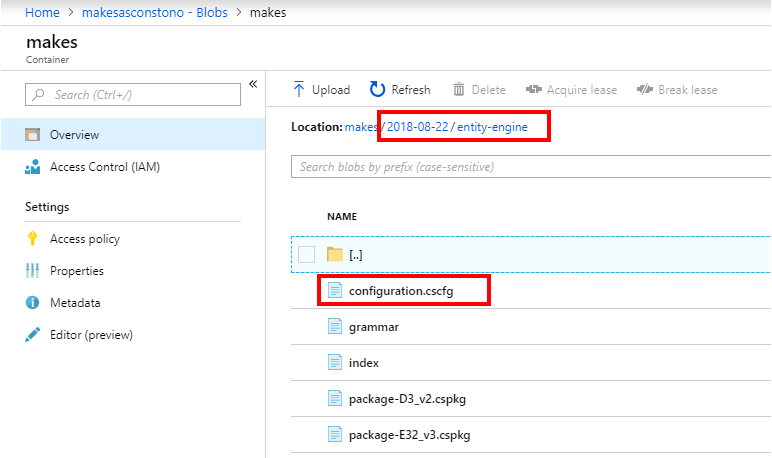 Home > makesasconstono - Blobs > makes
makes
Container
«
Search (Ctrl+/)
Overview
Access Control (IAM)
Settings
Access policy
Properties
Metadata
Editor (preview)
Upload Refresh Delete Acquire lease Break lease
Location: makes / 2018-08-22 / entity-engine
Search blobs by prefix (case-sensitive)
NAME
[..]
configuration.cscfg
grammar
index
package-D3_v2.cspkg
package-E32_v3.cspkg